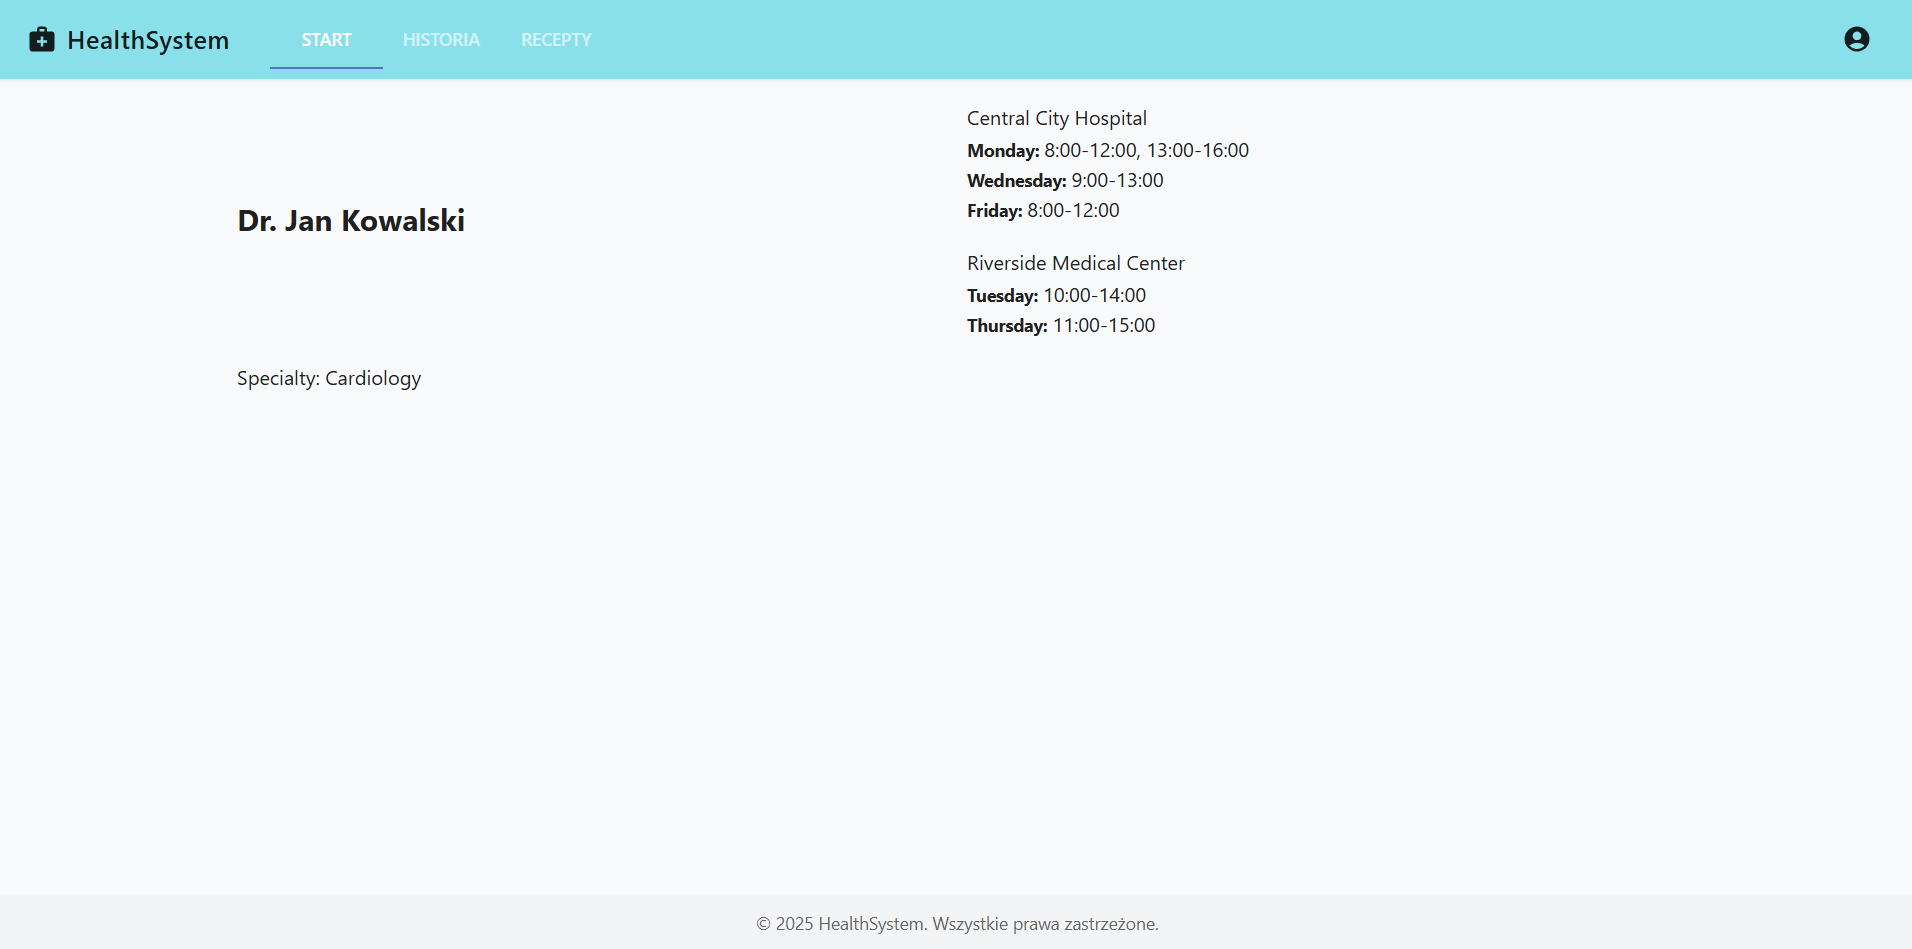 HealthSystem
START
HISTORIA
RECEPTY
Dr. Jan Kowalski
Specialty: Cardiology
Central City Hospital
Monday: 8:00-12:00, 13:00-16:00
Wednesday: 9:00-13:00
Friday: 8:00-12:00
Riverside Medical Center
Tuesday: 10:00-14:00
Thursday: 11:00-15:00
© 2025 HealthSystem. Wszystkie prawa zastrzeżone.